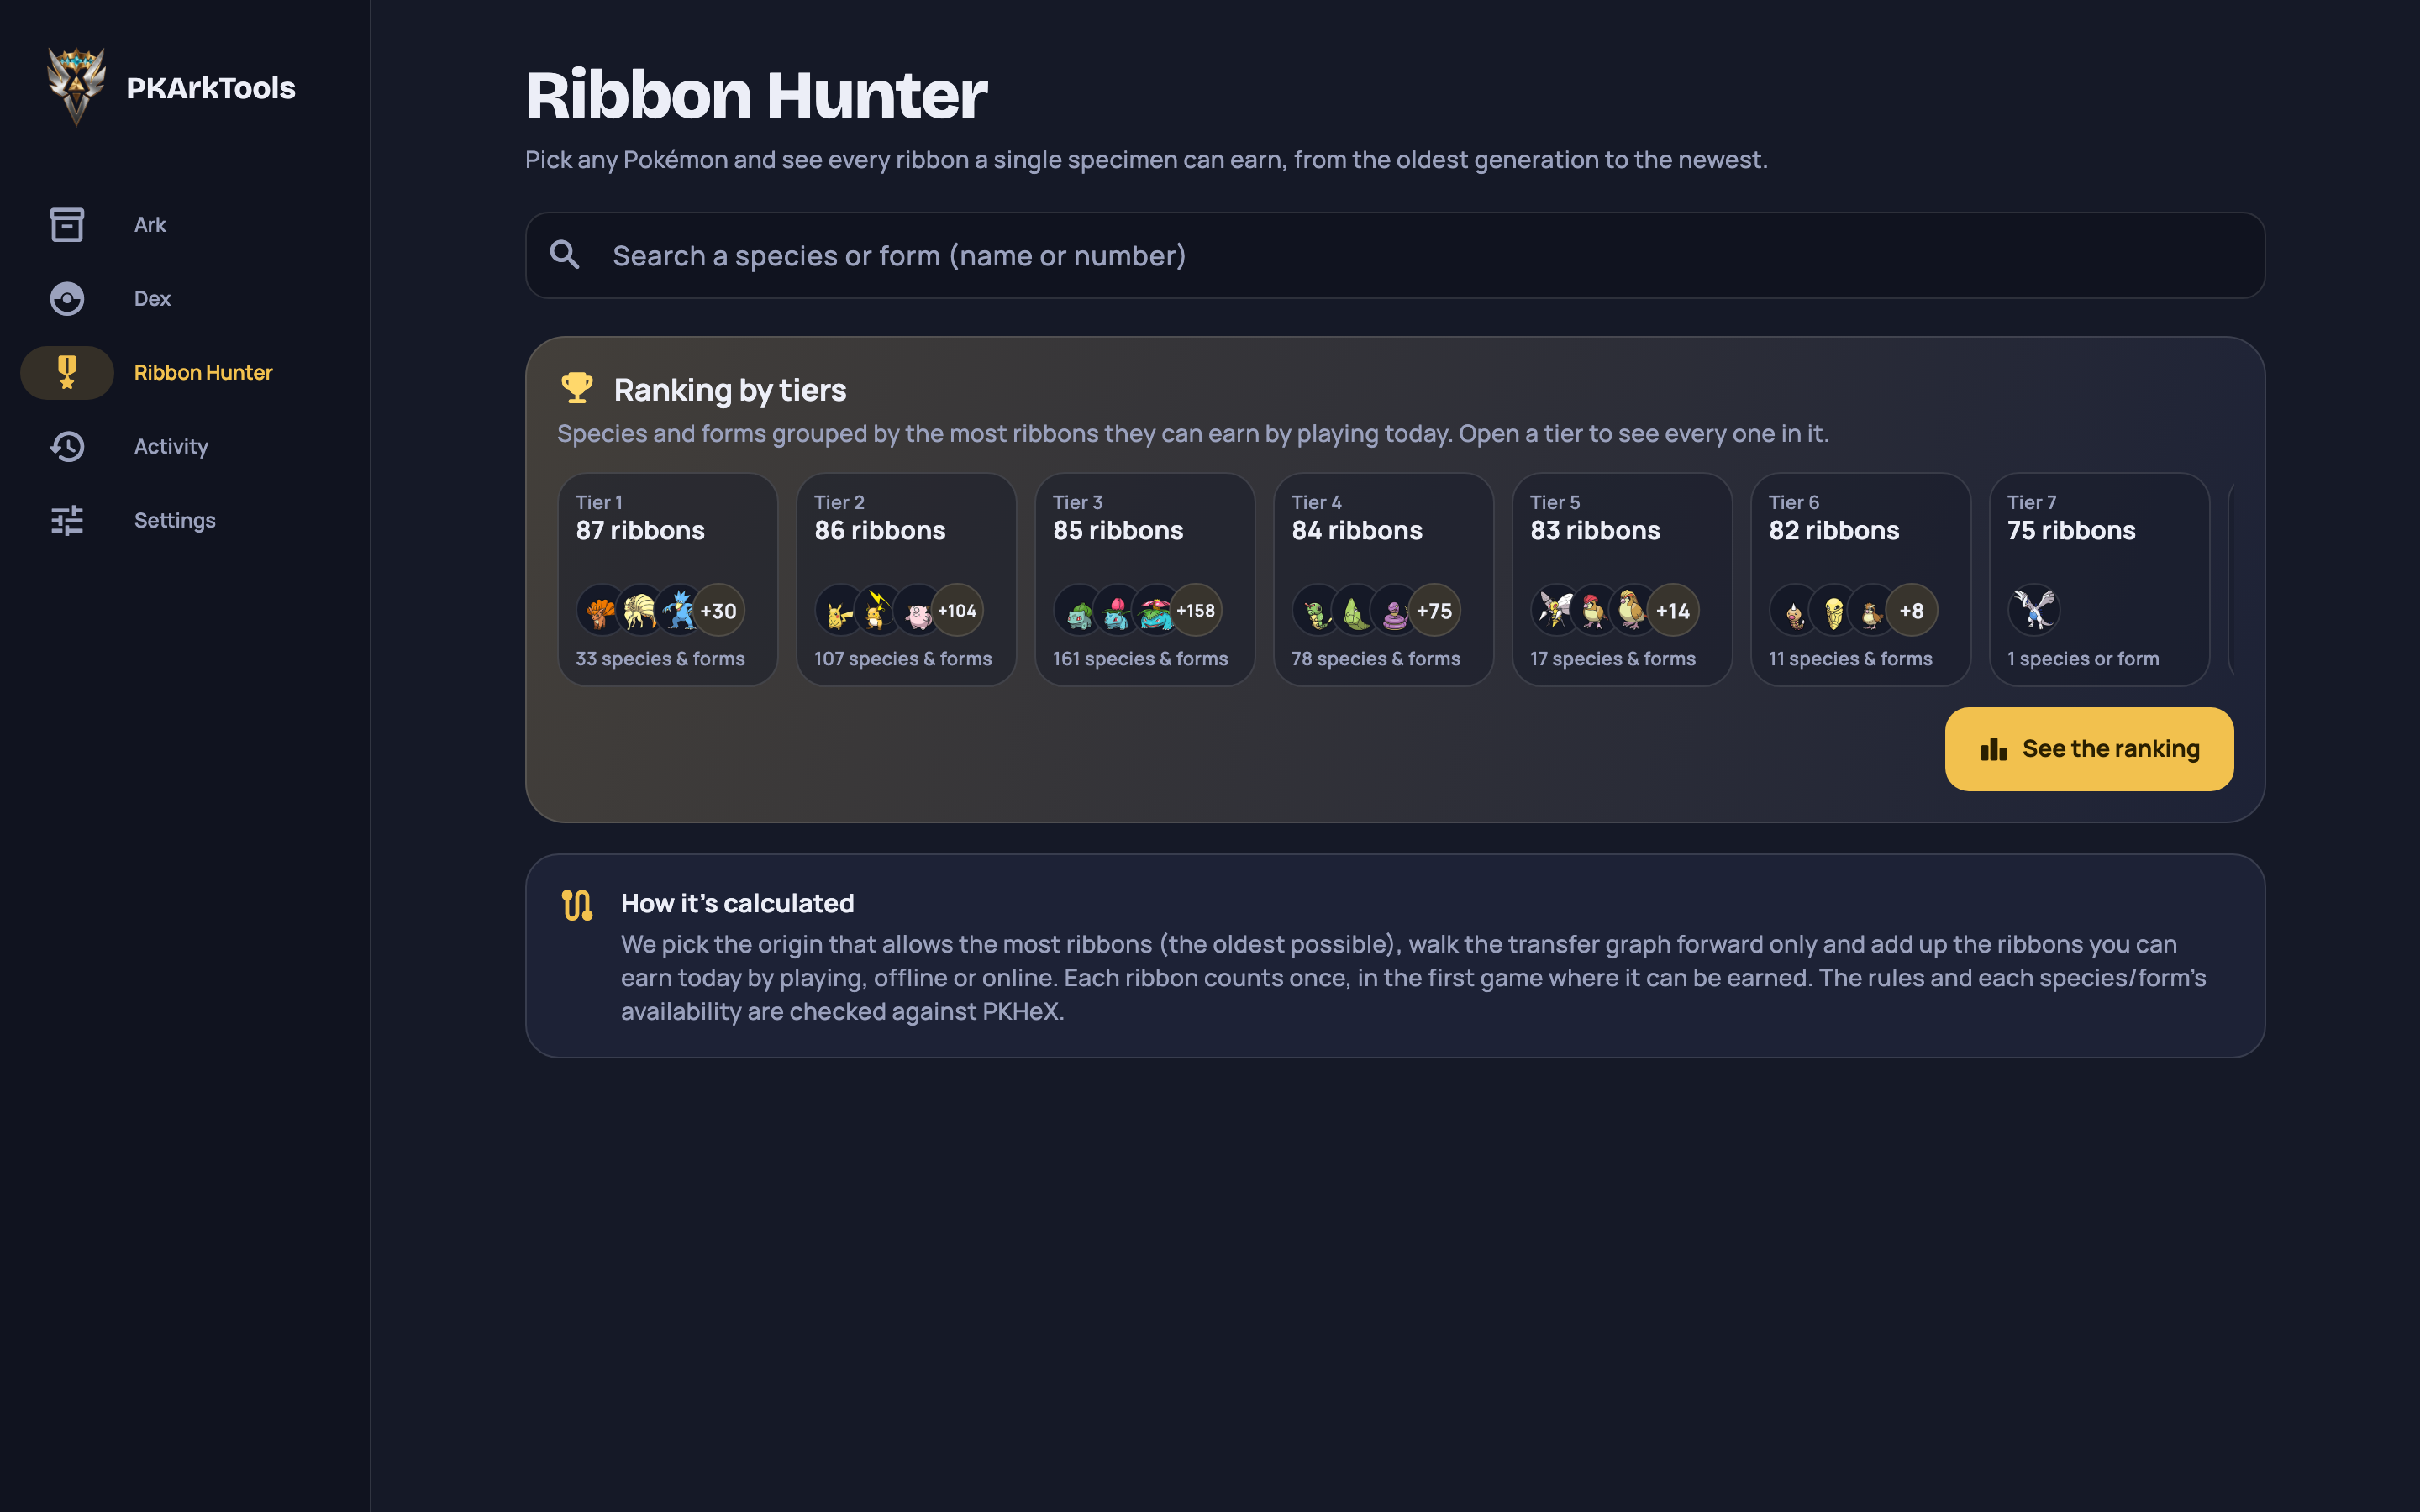 PKArkTools
Ark
Dex
Ribbon Hunter
Activity
Settings
Ribbon Hunter
Pick any Pokémon and see every ribbon a single specimen can earn, from the oldest generation to the newest.
Search a species or form (name or number)
Ranking by tiers
Species and forms grouped by the most ribbons they can earn by playing today. Open a tier to see every one in it.
Tier 1
87 ribbons
+30
33 species & forms
Tier 2
86 ribbons
+104
107 species & forms
Tier 3
85 ribbons
+158
161 species & forms
Tier 4
84 ribbons
+75
78 species & forms
Tier 5
83 ribbons
+14
17 species & forms
Tier 6
82 ribbons
+8
11 species & forms
Tier 7
75 ribbons
1 species or form
See the ranking
How it's calculated
We pick the origin that allows the most ribbons (the oldest possible), walk the transfer graph forward only and add up the ribbons you can
earn today by playing, offline or online. Each ribbon counts once, in the first game where it can be earned. The rules and each species/form's
availability are checked against PKHeX.